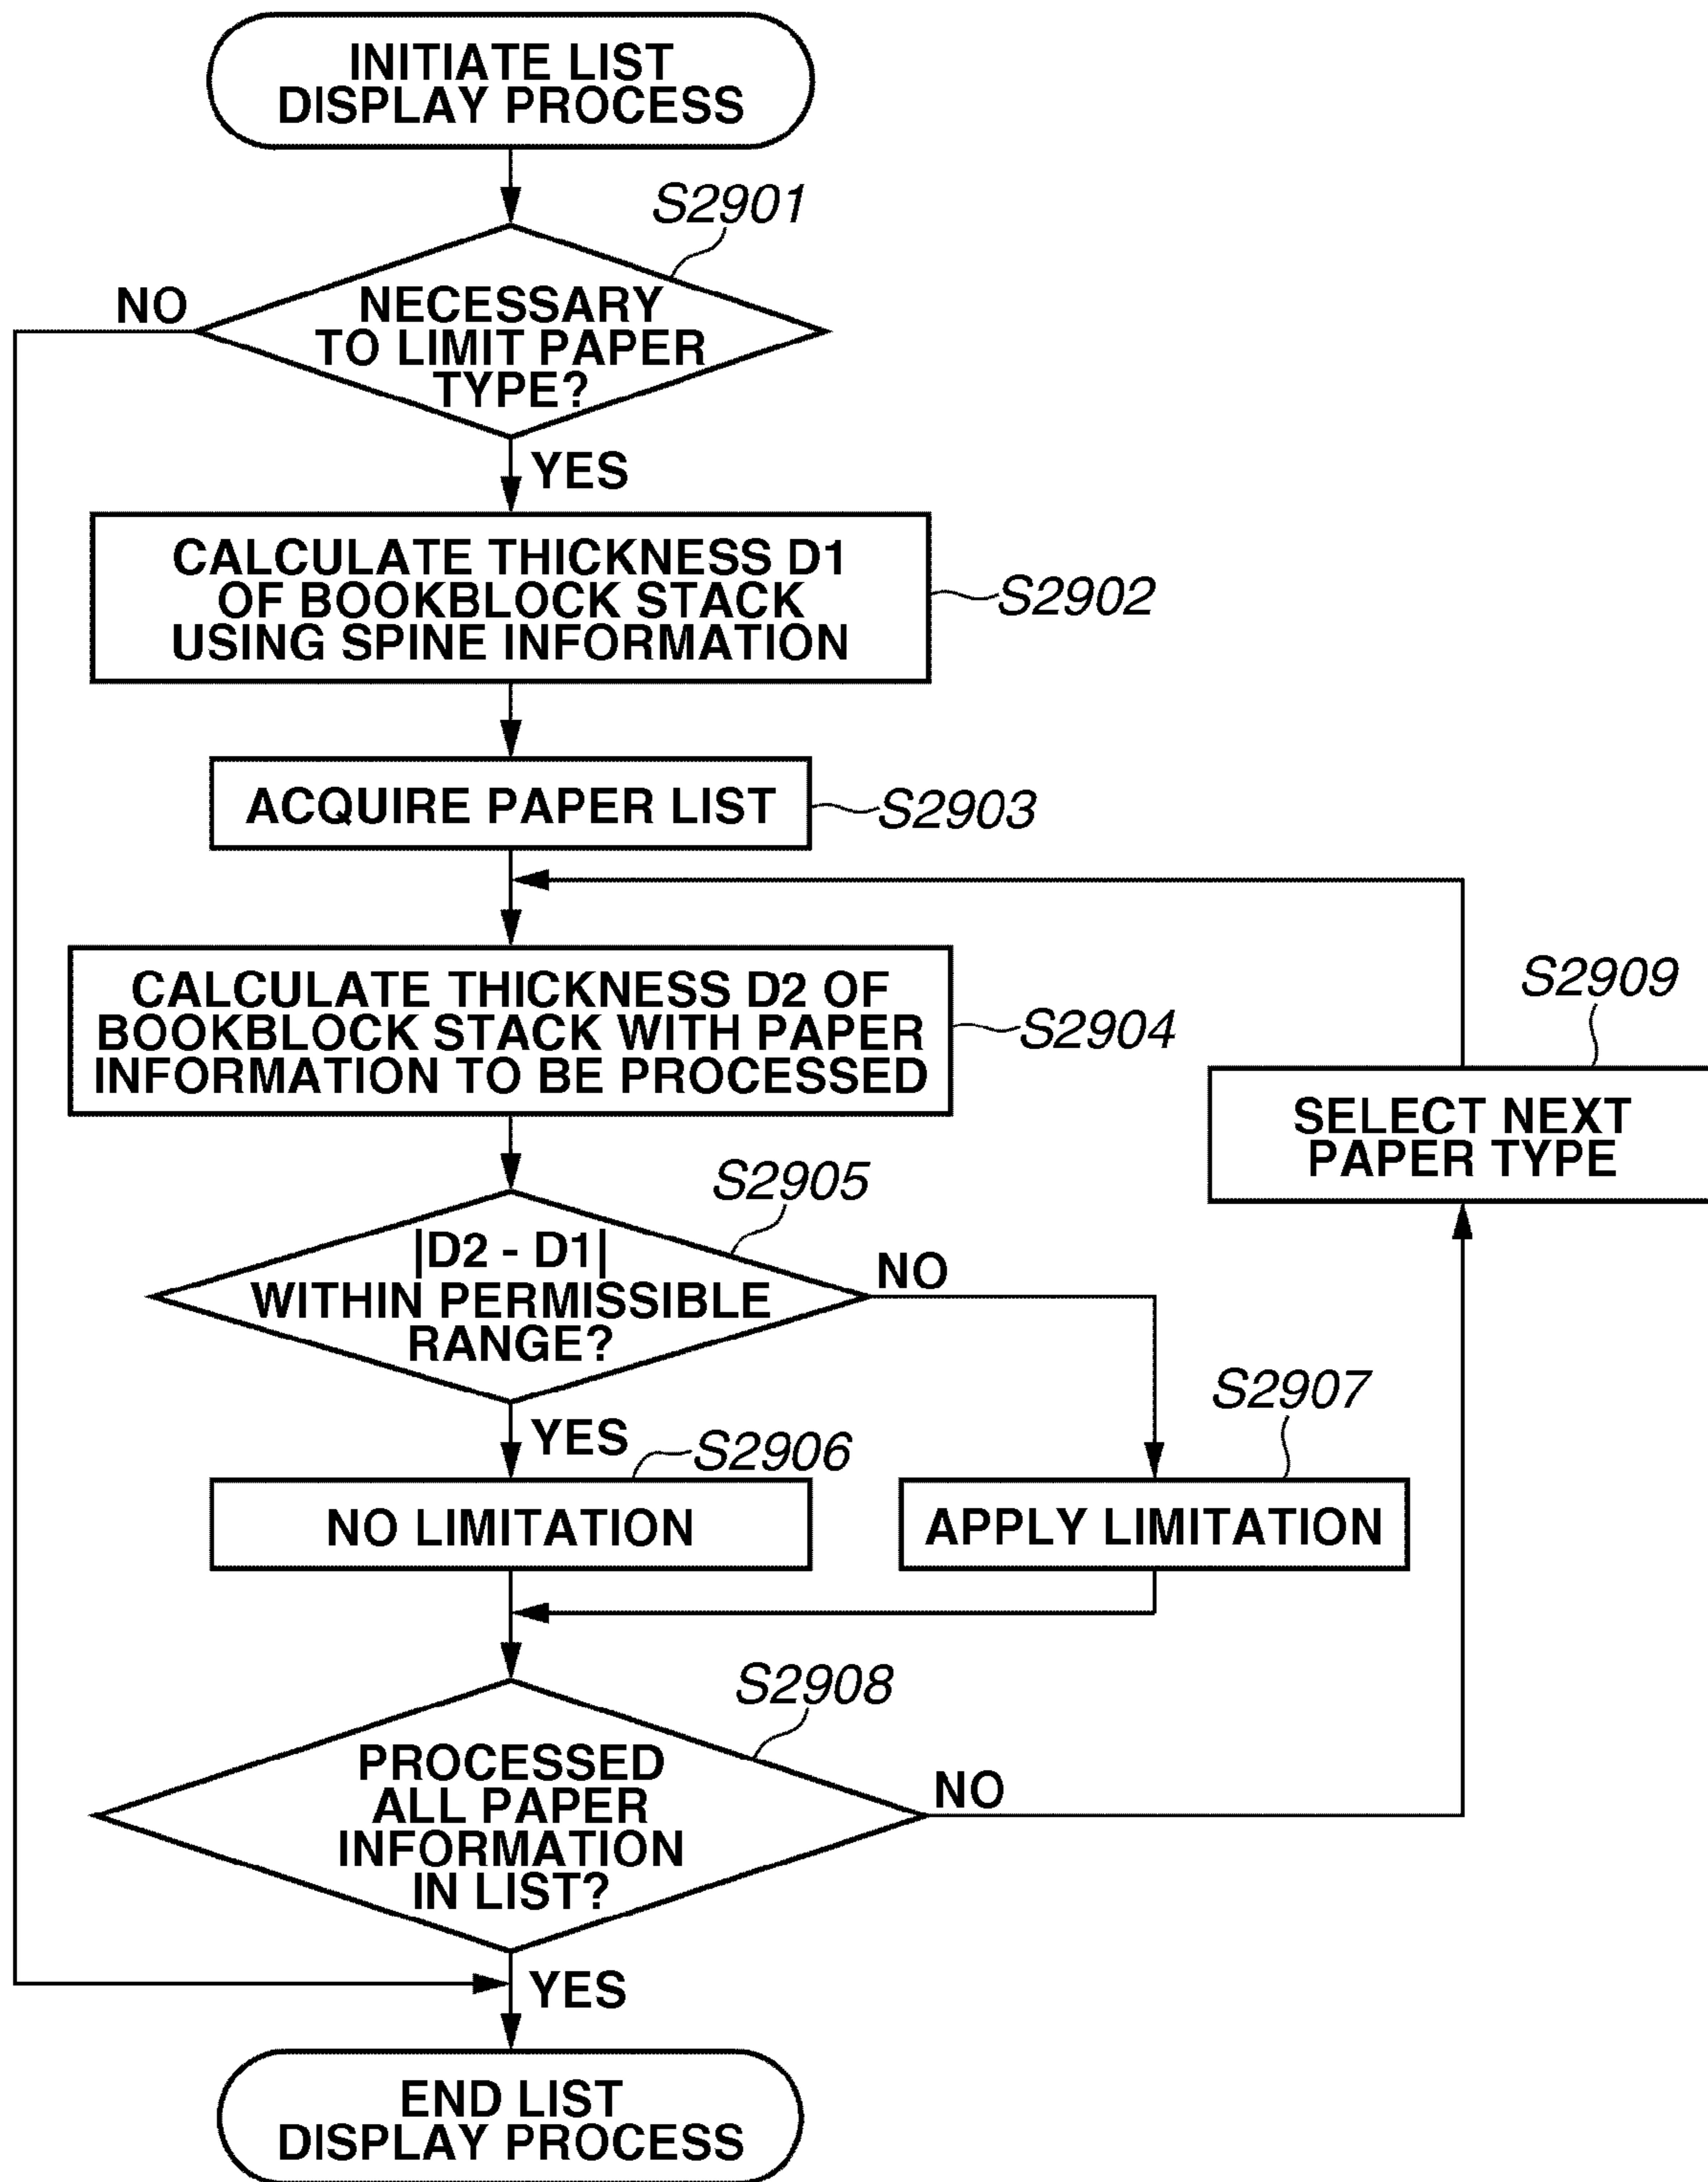 INITIATE LIST
DISPLAY PROCESS
S2901
NO
NECESSARY
TO LIMIT PAPER
TYPE?
YES
CALCULATE THICKNESS D1
OF BOOKBLOCK STACK
USING SPINE INFORMATION
S2902
ACQUIRE PAPER LIST
S2903
CALCULATE THICKNESS D2 OF
BOOKBLOCK STACK WITH PAPER
INFORMATION TO BE PROCESSED
S2904
S2909
SELECT NEXT
PAPER TYPE
S2905
|D2 - D1|
WITHIN PERMISSIBLE
RANGE?
NO
YES
S2906
S2907
NO LIMITATION
APPLY LIMITATION
S2908
PROCESSED
ALL PAPER
INFORMATION
IN LIST?
NO
YES
END LIST
DISPLAY PROCESS